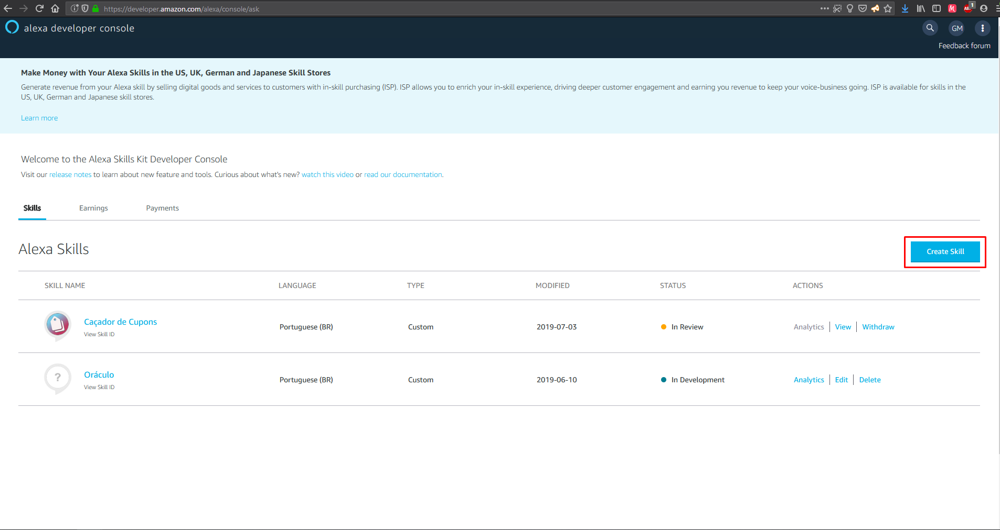 https://developer.amazon.com/alexa/console/ask
1
M
ABP
alexa developer console
GM
Feedback forum
Make Money with Your Alexa Skills in the US, UK, German and Japanese Skill Stores
Generate revenue from your Alexa skill by selling digital goods and services to customers with in-skill purchasing (ISP). ISP allows you to enrich your in-skill experience, driving deeper customer engagement and earning you revenue to keep your voice-business going. ISP is available for skills in the
US, UK, German and Japanese skill stores.
Learn more
Welcome to the Alexa Skills Kit Developer Console
Visit our release notes to learn about new feature and tools. Curious about what's new? watch this video or read our documentation.
Skills Earnings Payments
Alexa Skills
Create Skill
SKILL NAME LANGUAGE TYPE MODIFIED STATUS ACTIONS
Caçador de Cupons
View Skill ID
Portuguese (BR) Custom 2019-07-03 In Review Analytics | View | Withdraw
?
Oráculo
View Skill ID
Portuguese (BR) Custom 2019-06-10 In Development Analytics | Edit | Delete